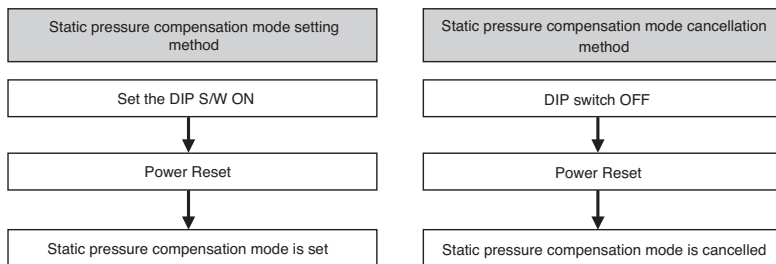 Static pressure compensation mode setting
method
Set the DIP S/W ON
Power Reset
Static pressure compensation mode is set
Static pressure compensation mode cancellation
method
DIP switch OFF
Power Reset
Static pressure compensation mode is cancelled